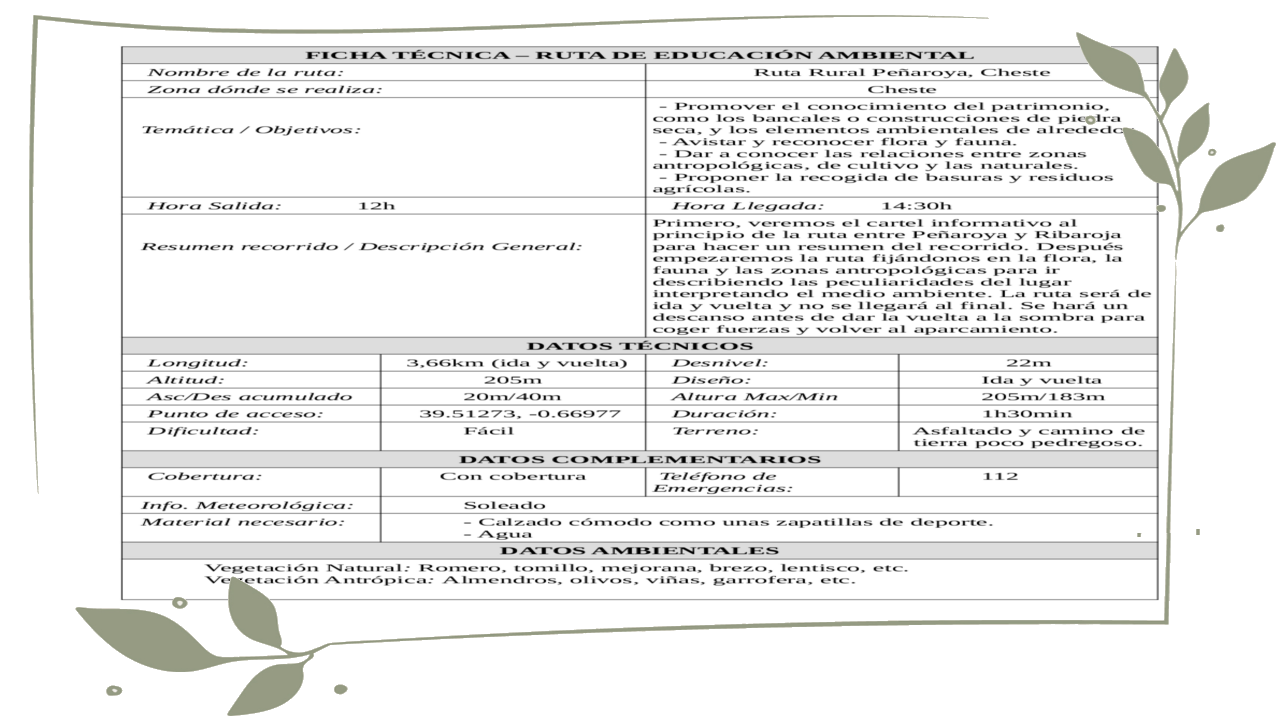 FICHA TÉCNICA – RUTA DE EDUCACIÓN AMBIENTAL
Nombre de la ruta: Ruta Rural Peñaroya, Cheste
Zona dónde se realiza: Cheste
Temática / Objetivos:
- Promover el conocimiento del patrimonio,
como los bancales o construcciones de piedra
seca, y los elementos ambientales de alrededor.
- Avistar y reconocer flora y fauna.
- Dar a conocer las relaciones entre zonas
antropológicas, de cultivo y las naturales.
- Proponer la recogida de basuras y residuos
agrícolas.
Hora Salida: 12h Hora Llegada: 14:30h
Resumen recorrido / Descripción General:
Primero, veremos el cartel informativo al
principio de la ruta entre Peñaroya y Ribaroja
para hacer un resumen del recorrido. Después
empezaremos la ruta fijándonos en la flora, la
fauna y las zonas antropológicas para ir
describiendo las peculiaridades del lugar
interpretando el medio ambiente. La ruta será de
ida y vuelta y no se llegará al final. Se hará un
descanso antes de dar la vuelta a la sombra para
coger fuerzas y volver al aparcamiento.
DATOS TÉCNICOS
Longitud: 3,66km (ida y vuelta) Desnivel: 22m
Altitud: 205m Diseño: Ida y vuelta
Asc/Des acumulado 20m/40m Altura Max/Min 205m/183m
Punto de acceso: 39.51273, -0.66977 Duración: 1h30min
Dificultad: Fácil Terreno: Asfaltado y camino de
tierra poco pedregoso.
DATOS COMPLEMENTARIOS
Cobertura: Con cobertura Teléfono de
Emergencias: 112
Info. Meteorológica: Soleado
Material necesario: - Calzado cómodo como unas zapatillas de deporte.
- Agua
DATOS AMBIENTALES
Vegetación Natural: Romero, tomillo, mejorana, brezo, lentisco, etc.
Vegetación Antrópica: Almendros, olivos, viñas, garrofera, etc.